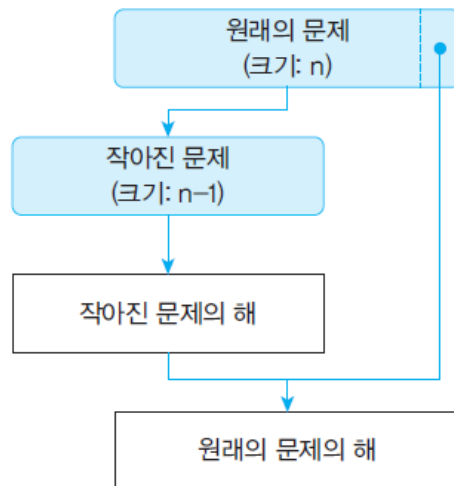 원래의 문제
(크기: n)
작아진 문제
(크기: n−1)
작아진 문제의 해
원래의 문제의 해